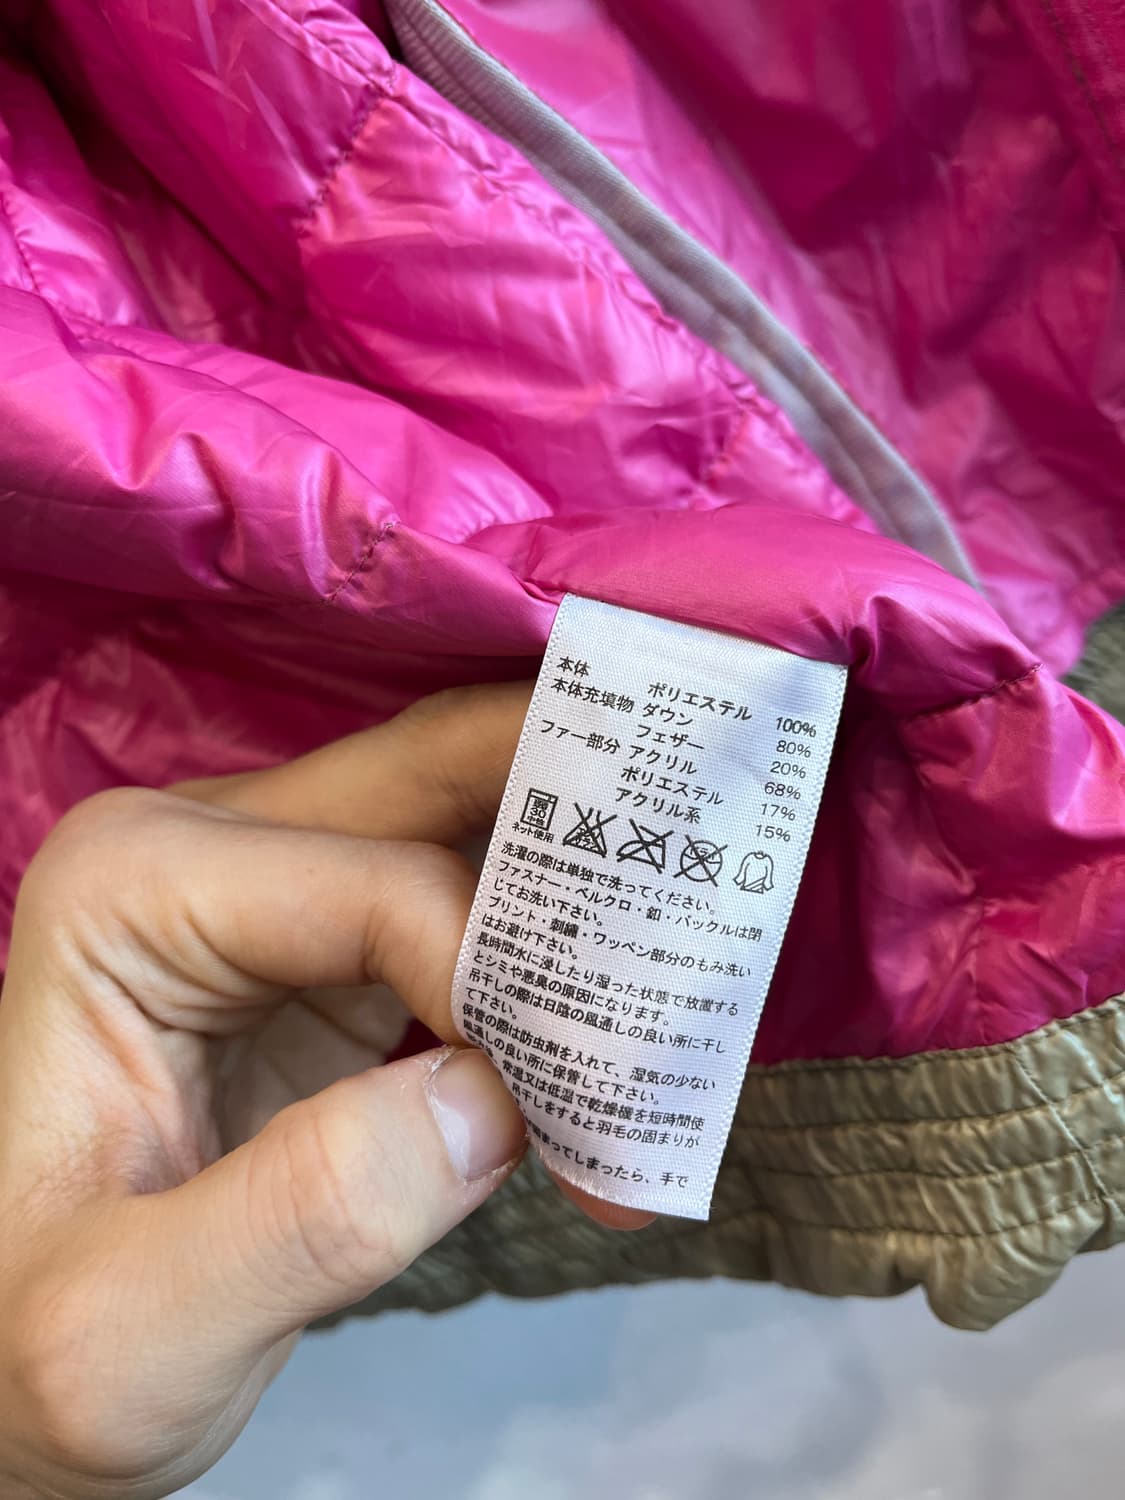 本体 ポリエステル 100%
本体充填物 ダウン 80%
フェザー 20%
ファー部分 アクリル 68%
ポリエステル 17%
アクリル系 15%
弱
30
中性
ネット使用
洗濯の際は単独で洗ってください。
ファスナー・ベルクロ・釦・バックルは閉
じてお洗い下さい。
プリント・刺繍・ワッペン部分のもみ洗い
はお避け下さい。
長時間水に浸したり湿った状態で放置する
とシミや悪臭の原因になります。
吊干しの際は日陰の風通しの良い所に干し
て下さい。
保管の際は防虫剤を入れて、湿気の少ない
風通しの良い所に保管して下さい。
、常温又は低温で乾燥機を短時間使
吊干しをすると羽毛の固まりが
固まってしまったら、手で